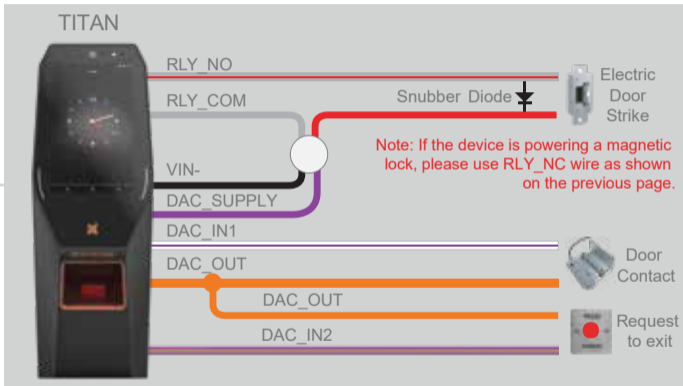 TITAN
RLY_NO
RLY_COM
Snubber Diode
Electric
Door
Strike
Note: If the device is powering a magnetic
lock, please use RLY_NC wire as shown
on the previous page.
VIN-
DAC_SUPPLY
DAC_IN1
DAC_OUT
Door
Contact
DAC_OUT
Request
to exit
DAC_IN2